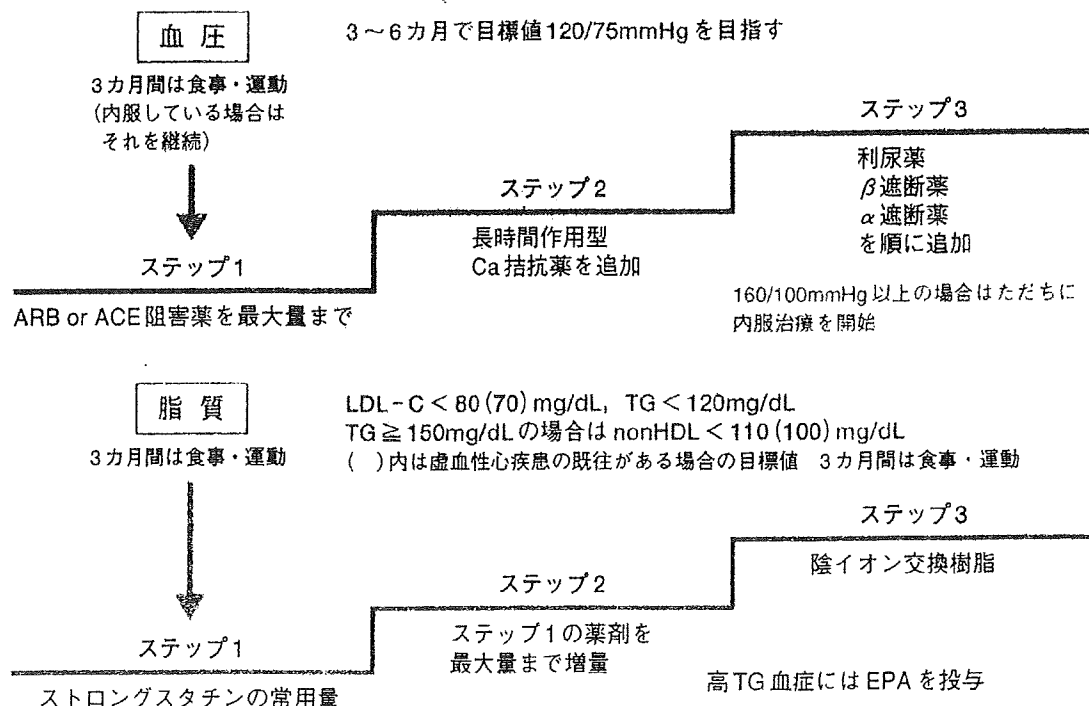 血 圧
3～6カ月で目標値120/75mmHgを目指す
3カ月間は食事・運動
(内服している場合は
それを継続)
ステップ1
ARB or ACE阻害薬を最大量まで
ステップ2
長時間作用型
Ca拮抗薬を追加
ステップ3
利尿薬
β遮断薬
α遮断薬
を順に追加
160/100mmHg以上の場合はただちに
内服治療を開始
脂 質
LDL-C＜80(70)mg/dL, TG＜120mg/dL
TG≧150mg/dLの場合はnonHDL＜110(100)mg/dL
( )内は虚血性心疾患の既往がある場合の目標値 3カ月間は食事・運動
3カ月間は食事・運動
ステップ1
ストロングスタチンの常用量
ステップ2
ステップ1の薬剤を
最大量まで増量
ステップ3
陰イオン交換樹脂
高TG血症にはEPAを投与